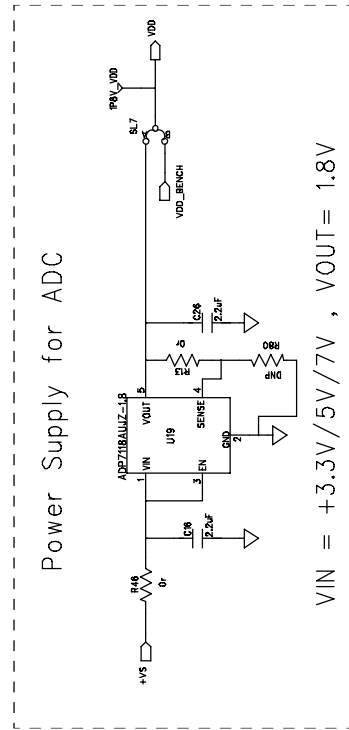 Power Supply for ADC
+VS
R46
0r
C16
2.2uF
ADP7118AUJZ-1.8
1
VIN
VOUT
5
U19
3
EN
SENSE
4
GND
2
R13
0r
C26
2.2uF
R80
DNP
SL7
A
B
VDD_BENCH
1P8V_VDD
VDD
VIN = +3.3V/5V/7V , VOUT= 1.8V